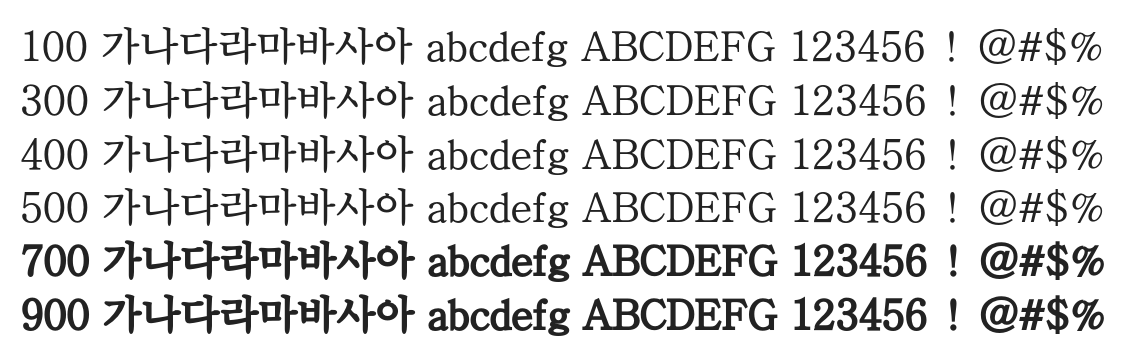 100 가나다라마바사아 abcdefg ABCDEFG 123456 ! @#$%
300 가나다라마바사아 abcdefg ABCDEFG 123456 ! @#$%
400 가나다라마바사아 abcdefg ABCDEFG 123456 ! @#$%
500 가나다라마바사아 abcdefg ABCDEFG 123456 ! @#$%
700 가나다라마바사아 abcdefg ABCDEFG 123456 ! @#$%
900 가나다라마바사아 abcdefg ABCDEFG 123456 ! @#$%